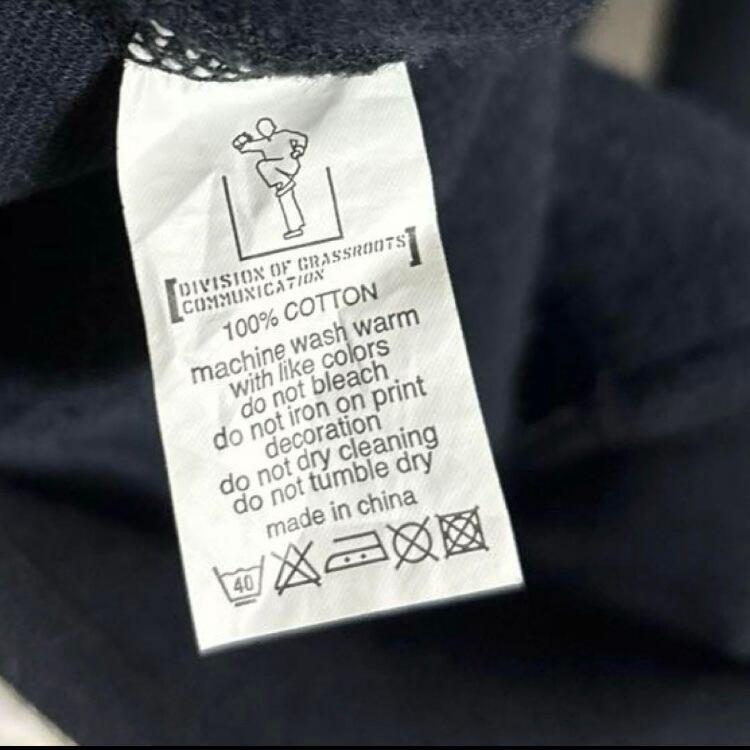 [DIVISION OF GRASSROOTS
COMMUNICATION]
100% COTTON
machine wash warm
with like colors
do not bleach
do not iron on print
decoration
do not dry cleaning
do not tumble dry
made in china
40